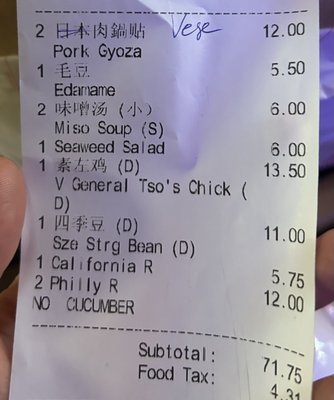 2 日本肉鍋贴 Vege 12.00
Pork Gyoza
1 毛豆 5.50
Edamame
2 味噌汤 (小) 6.00
Miso Soup (S)
1 Seaweed Salad 6.00
1 素左鸡 (D) 13.50
V General Tso's Chick (
D)
1 四季豆 (D) 11.00
Sze Strg Bean (D)
1 California R 5.75
2 Philly R 12.00
NO CUCUMBER
Subtotal: 71.75
Food Tax: 4.31